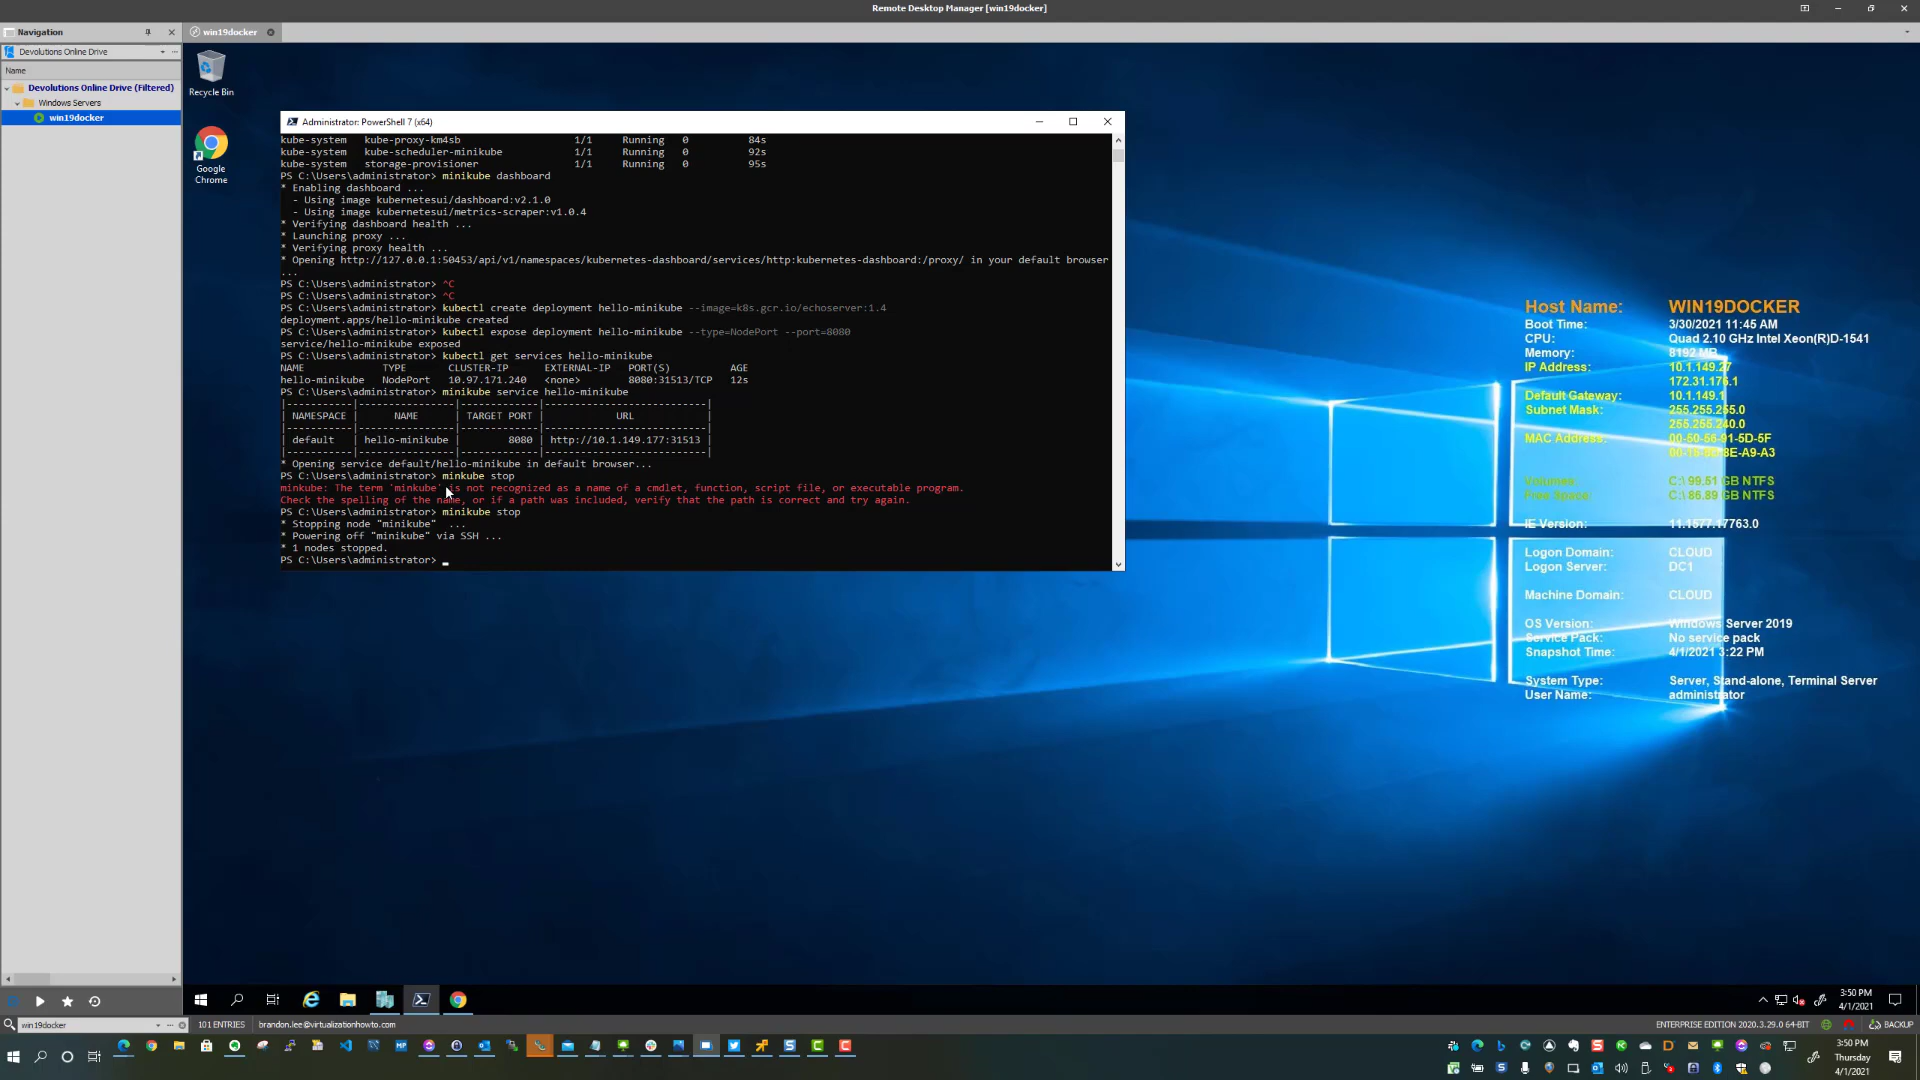 Remote Desktop Manager [win19docker]
Navigation
win19docker
Devolutions Online Drive
Name
Devolutions Online Drive (Filtered)
Windows Servers
win19docker
Recycle Bin
Google
Chrome
Administrator: PowerShell 7 (x64)
kube-system kube-proxy-km4sb 1/1 Running 0 84s
kube-system kube-scheduler-minikube 1/1 Running 0 92s
kube-system storage-provisioner 1/1 Running 0 95s
PS C:\Users\administrator> minikube dashboard
* Enabling dashboard ...
- Using image kubernetesui/dashboard:v2.1.0
- Using image kubernetesui/metrics-scraper:v1.0.4
* Verifying dashboard health ...
* Launching proxy ...
* Verifying proxy health ...
* Opening http://127.0.0.1:50453/api/v1/namespaces/kubernetes-dashboard/services/http:kubernetes-dashboard:/proxy/ in your default browser
...
PS C:\Users\administrator> ^C
PS C:\Users\administrator> ^C
PS C:\Users\administrator> kubectl create deployment hello-minikube --image=k8s.gcr.io/echoserver:1.4
deployment.apps/hello-minikube created
PS C:\Users\administrator> kubectl expose deployment hello-minikube --type=NodePort --port=8080
service/hello-minikube exposed
PS C:\Users\administrator> kubectl get services hello-minikube
NAME TYPE CLUSTER-IP EXTERNAL-IP PORT(S) AGE
hello-minikube NodePort 10.97.171.240 <none> 8080:31513/TCP 12s
PS C:\Users\administrator> minikube service hello-minikube
|-----------|----------------|-------------|---------------------------|
| NAMESPACE | NAME | TARGET PORT | URL |
|-----------|----------------|-------------|---------------------------|
| default | hello-minikube | 8080 | http://10.1.149.177:31513 |
|-----------|----------------|-------------|---------------------------|
* Opening service default/hello-minikube in default browser...
PS C:\Users\administrator> minkube stop
minkube: The term 'minkube' is not recognized as a name of a cmdlet, function, script file, or executable program.
Check the spelling of the name, or if a path was included, verify that the path is correct and try again.
PS C:\Users\administrator> minikube stop
* Stopping node "minikube" ...
* Powering off "minikube" via SSH ...
* 1 nodes stopped.
PS C:\Users\administrator>
Host Name: WIN19DOCKER
Boot Time: 3/30/2021 11:45 AM
CPU: Quad 2.10 GHz Intel Xeon(R)D-1541
Memory: 8192 MB
IP Address: 10.1.149.27
172.31.176.1
Default Gateway: 10.1.149.1
Subnet Mask: 255.255.255.0
255.255.240.0
MAC Address: 00-50-56-91-5D-5F
Volumes: C:\ 99.51 GB NTFS
Free Space: C:\ 86.89 GB NTFS
IE Version: 11.1577.17763.0
Logon Domain: CLOUD
Logon Server: DC1
Machine Domain: CLOUD
OS Version: Windows Server 2019
Service Pack: No service pack
Snapshot Time: 4/1/2021 3:22 PM
System Type: Server, Stand-alone, Terminal Server
User Name: administrator
3:50 PM
4/1/2021
win19docker
101 ENTRIES
brandon.lee@virtualizationhowto.com
ENTERPRISE EDITION 2020.3.29.0 64-BIT
BACKUP
3:50 PM
Thursday
4/1/2021